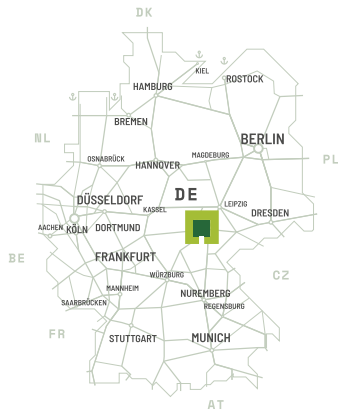 DK
KIEL
ROSTOCK
HAMBURG
BREMEN
NL
BERLIN
OSNABRÜCK
HANNOVER
MAGDEBURG
PL
DE
DÜSSELDORF
KASSEL
LEIPZIG
DRESDEN
AACHEN
KÖLN
DORTMUND
BE
FRANKFURT
WÜRZBURG
CZ
MANNHEIM
NUREMBERG
SAARBRÜCKEN
REGENSBURG
FR
STUTTGART
MUNICH
AT